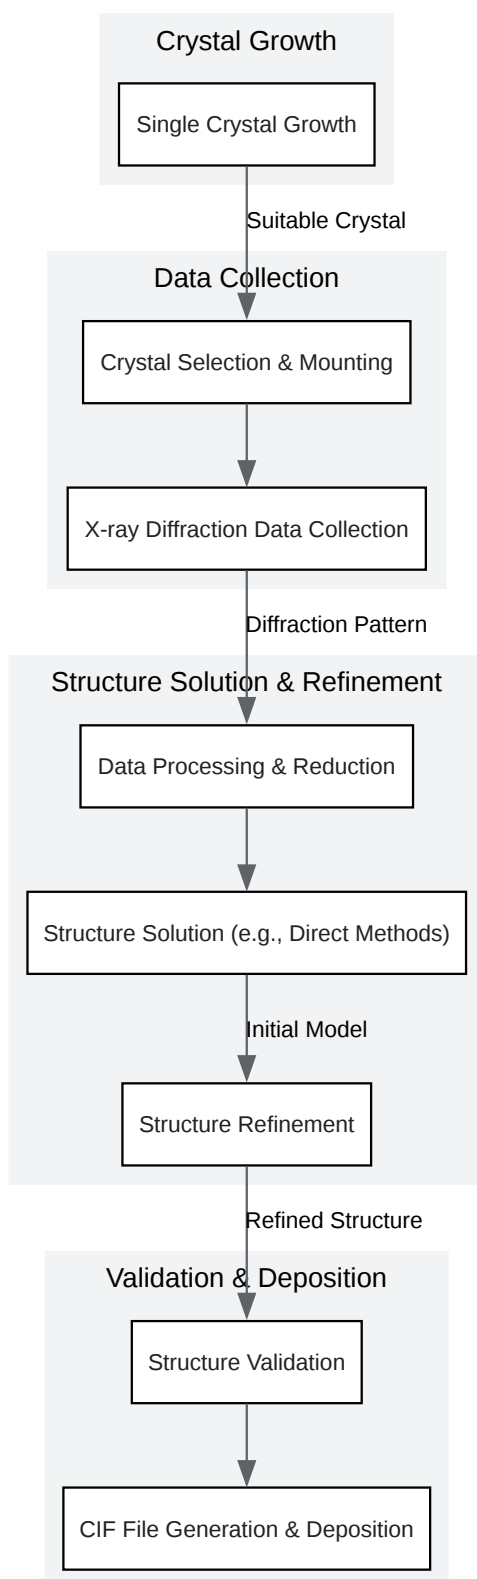 Crystal Growth
Single Crystal Growth
Suitable Crystal
Data Collection
Crystal Selection & Mounting
X-ray Diffraction Data Collection
Diffraction Pattern
Structure Solution & Refinement
Data Processing & Reduction
Structure Solution (e.g., Direct Methods)
Initial Model
Structure Refinement
Refined Structure
Validation & Deposition
Structure Validation
CIF File Generation & Deposition